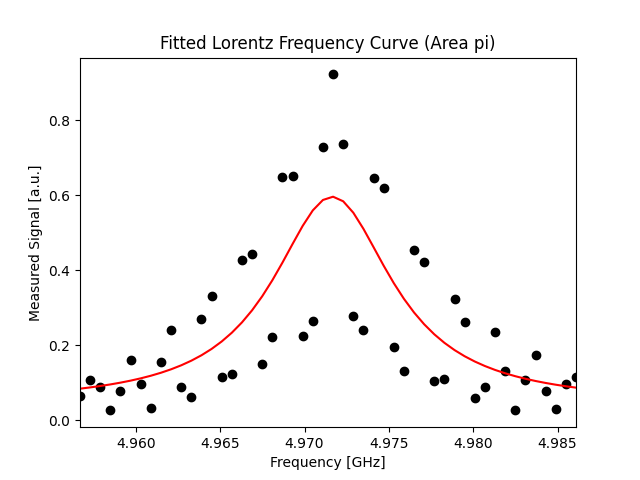 Fitted Lorentz Frequency Curve (Area pi)
Measured Signal [a.u.]
0.8
0.6
0.4
0.2
0.0
4.960 4.965 4.970 4.975 4.980 4.985
Frequency [GHz]